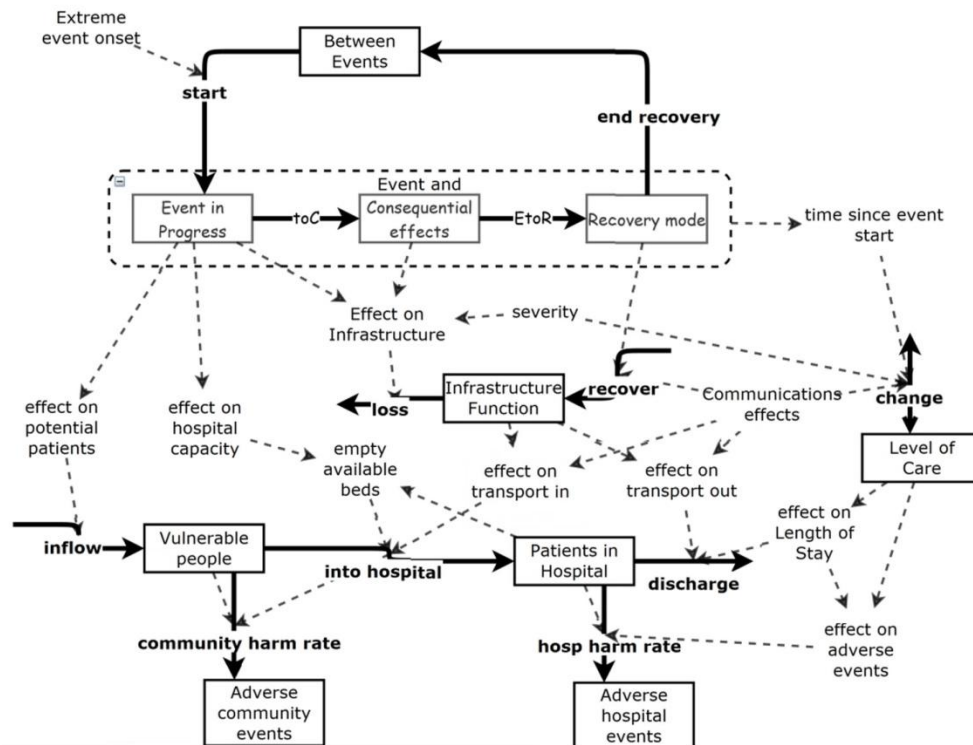 Extreme
event onset
Between
Events
start
end recovery
Event and
Consequential
effects
Event in
Progress
toC
EtoR
Recovery mode
time since event
start
Effect on
Infrastructure
severity
effect on
potential
patients
effect on
hospital
capacity
loss
Infrastructure
Function
recover
Communications
effects
change
Level of
Care
empty
available
beds
effect on
transport in
effect on
transport out
effect on
Length of
Stay
inflow
Vulnerable
people
into hospital
Patients in
Hospital
discharge
community harm rate
hosp harm rate
effect on
adverse
events
Adverse
community
events
Adverse
hospital
events